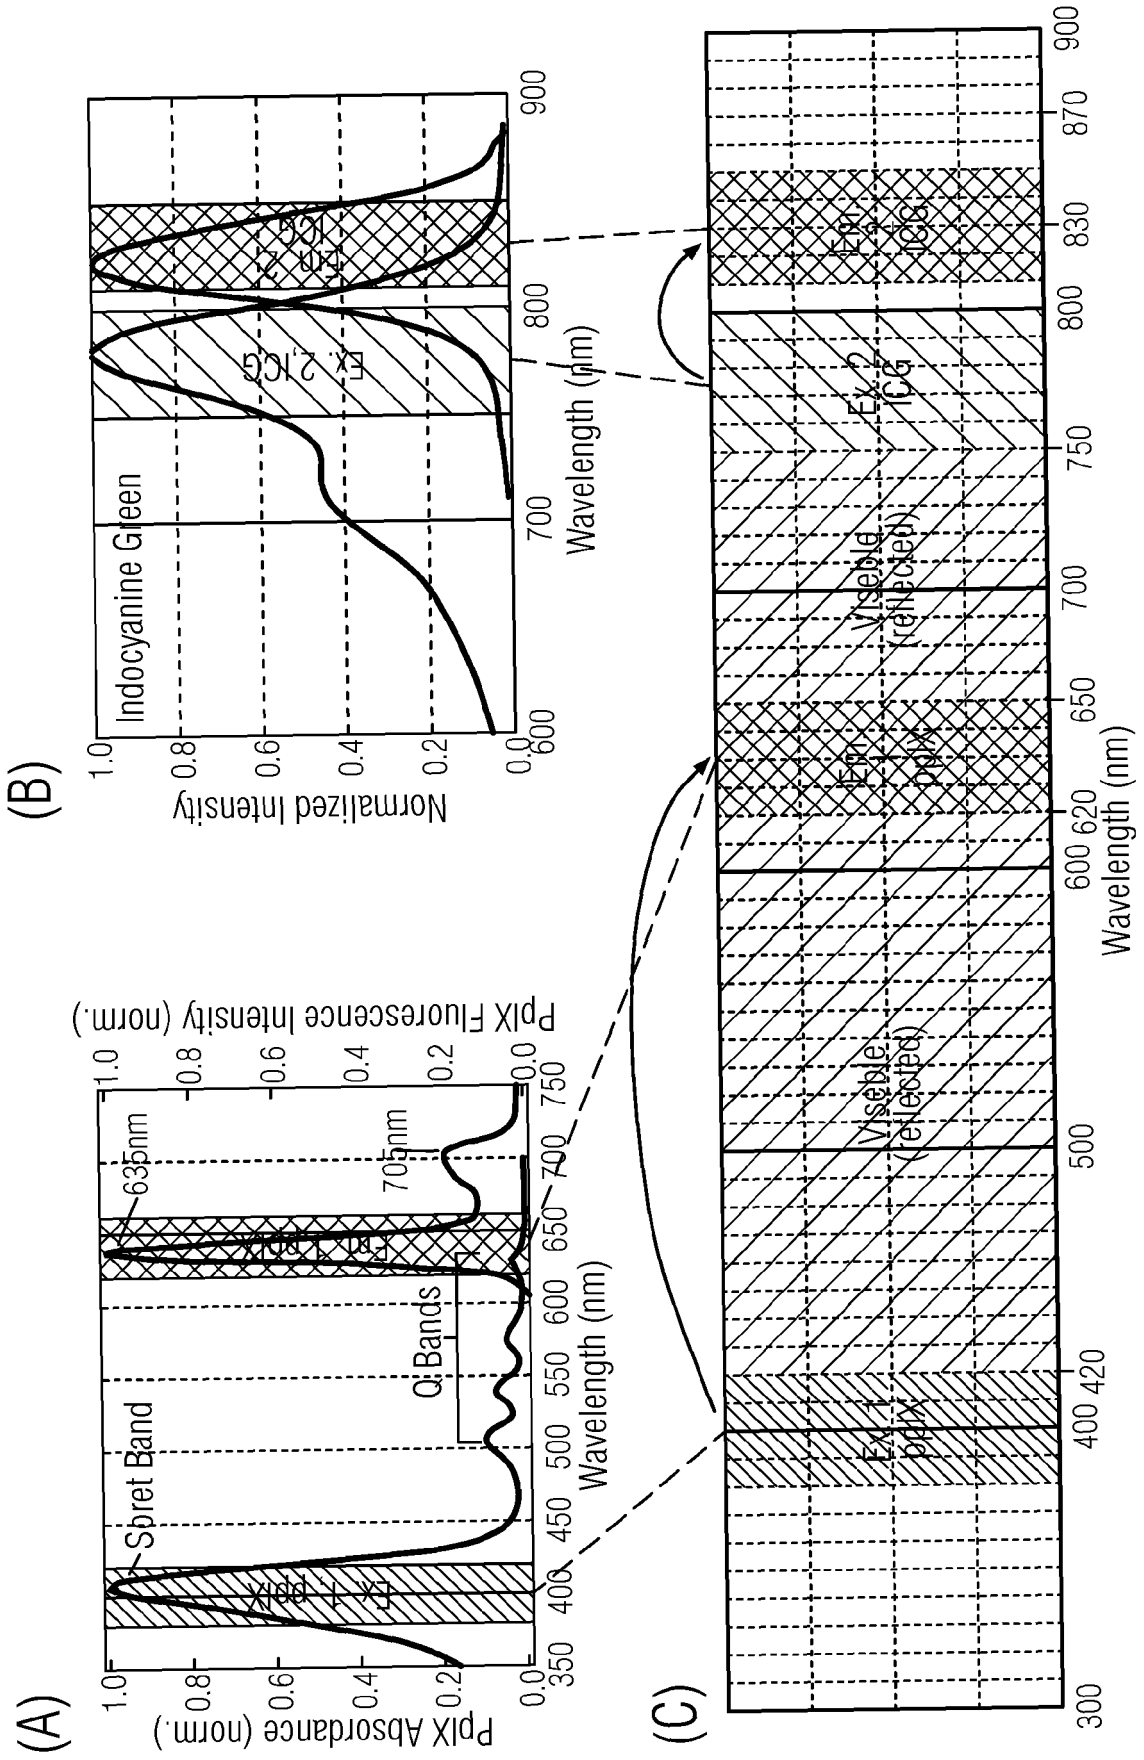 (A)
PpIX Absordance (norm.)
1.0
0.8
0.6
0.4
0.2
0.0
Soret Band
Ex. 1, ppIX
Q Bands
Em. 1 ppIX
635nm
705nm
350
400
450
500
550
600
650
700
750
Wavelength (nm)
1.0
0.8
0.6
0.4
0.2
0.0
PpIX Fluorescence Intensity (norm.)
(B)
Normalized Intensity
1.0
0.8
0.6
0.4
0.2
0.0
Indocyanine Green
Ex. 2, ICG
Em 2,
ICG
600
700
800
900
Wavelength (nm)
(C)
Ex 1
ppIX
Viseble
(reflected)
Em
1
ppIX
Viseble
(reflected)
Ex 2
ICG
Em,
2
ICG
300
400
420
500
600
620
650
700
750
800
830
870
900
Wavelength (nm)